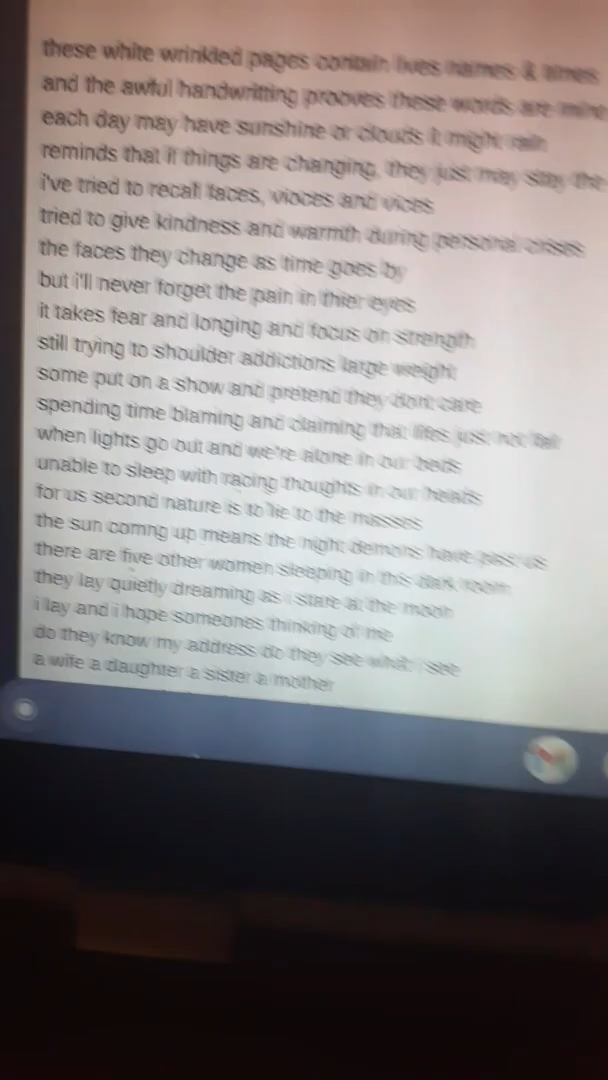 these white wrinkled pages contain lives names & times
and the awful handwritting prooves these words are mine
each day may have sunshine or clouds it might rain
reminds that if things are changing, they just may stay the
i've tried to recall faces, vioces and vices
tried to give kindness and warmth during personal crises
the faces they change as time goes by
but i'll never forget the pain in thier eyes
it takes fear and longing and focus on strength
still trying to shoulder addictions large weight
some put on a show and pretend they dont care
spending time blaming and claiming that lifes just not fair
when lights go out and we're alone in our beds
unable to sleep with racing thoughts in our heads
for us second nature is to lie to the masses
the sun comng up means the night demons have pass us
there are five other women sleeping in this dark room
they lay quietly dreaming as i stare at the moon
i lay and i hope someones thinking of me
do they know my address do they see what i see
a wife a daughter a sister a mother